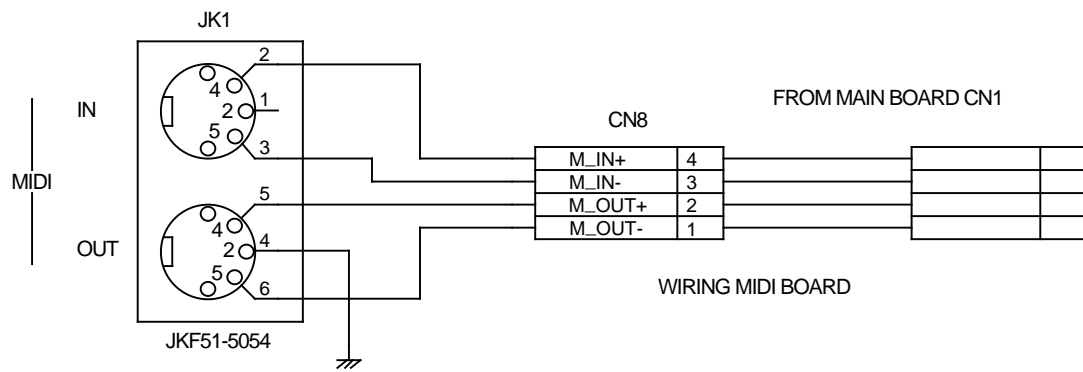 JK1
2
4
IN
2
1
FROM MAIN BOARD CN1
5
CN8
3
M_IN+ 4
MIDI
M_IN- 3
5
M_OUT+ 2
4
M_OUT- 1
OUT
2
4
5
6
WIRING MIDI BOARD
JKF51-5054